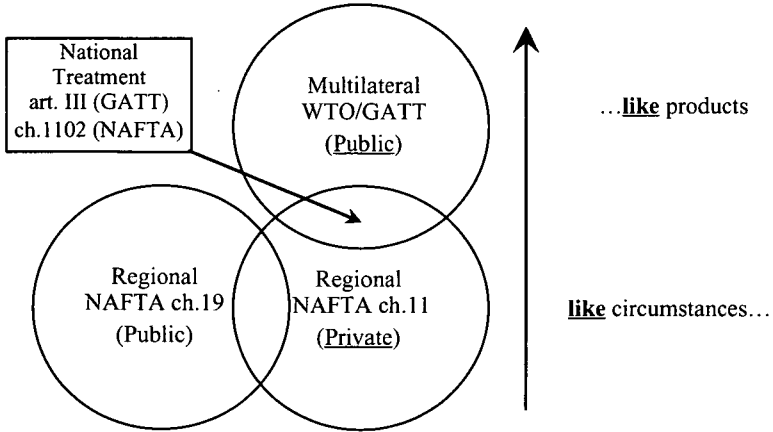 National
Treatment
art. III (GATT)
ch.1102 (NAFTA)
Multilateral
WTO/GATT
(Public)
…like products
Regional
NAFTA ch.19
(Public)
Regional
NAFTA ch.11
(Private)
like circumstances…